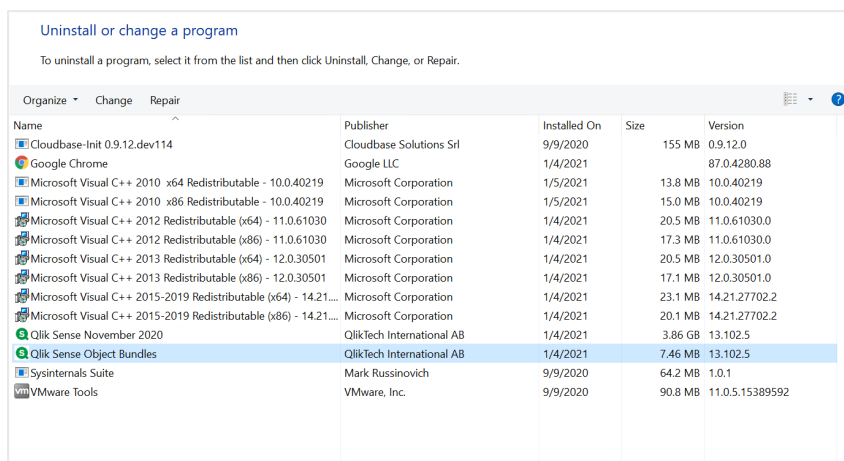 Uninstall or change a program
To uninstall a program, select it from the list and then click Uninstall, Change, or Repair.
Organize Change Repair ?
Name Publisher Installed On Size Version
Cloudbase-Init 0.9.12.dev114 Cloudbase Solutions Srl 9/9/2020 155 MB 0.9.12.0
Google Chrome Google LLC 1/4/2021 87.0.4280.88
Microsoft Visual C++ 2010  x64 Redistributable - 10.0.40219 Microsoft Corporation 1/5/2021 13.8 MB 10.0.40219
Microsoft Visual C++ 2010  x86 Redistributable - 10.0.40219 Microsoft Corporation 1/5/2021 15.0 MB 10.0.40219
Microsoft Visual C++ 2012 Redistributable (x64) - 11.0.61030 Microsoft Corporation 1/4/2021 20.5 MB 11.0.61030.0
Microsoft Visual C++ 2012 Redistributable (x86) - 11.0.61030 Microsoft Corporation 1/4/2021 17.3 MB 11.0.61030.0
Microsoft Visual C++ 2013 Redistributable (x64) - 12.0.30501 Microsoft Corporation 1/4/2021 20.5 MB 12.0.30501.0
Microsoft Visual C++ 2013 Redistributable (x86) - 12.0.30501 Microsoft Corporation 1/4/2021 17.1 MB 12.0.30501.0
Microsoft Visual C++ 2015-2019 Redistributable (x64) - 14.21.... Microsoft Corporation 1/4/2021 23.1 MB 14.21.27702.2
Microsoft Visual C++ 2015-2019 Redistributable (x86) - 14.21.... Microsoft Corporation 1/4/2021 20.1 MB 14.21.27702.2
Qlik Sense November 2020 QlikTech International AB 1/4/2021 3.86 GB 13.102.5
Qlik Sense Object Bundles QlikTech International AB 1/4/2021 7.46 MB 13.102.5
Sysinternals Suite Mark Russinovich 9/9/2020 64.2 MB 1.0.1
vm VMware Tools VMware, Inc. 9/9/2020 90.8 MB 11.0.5.15389592